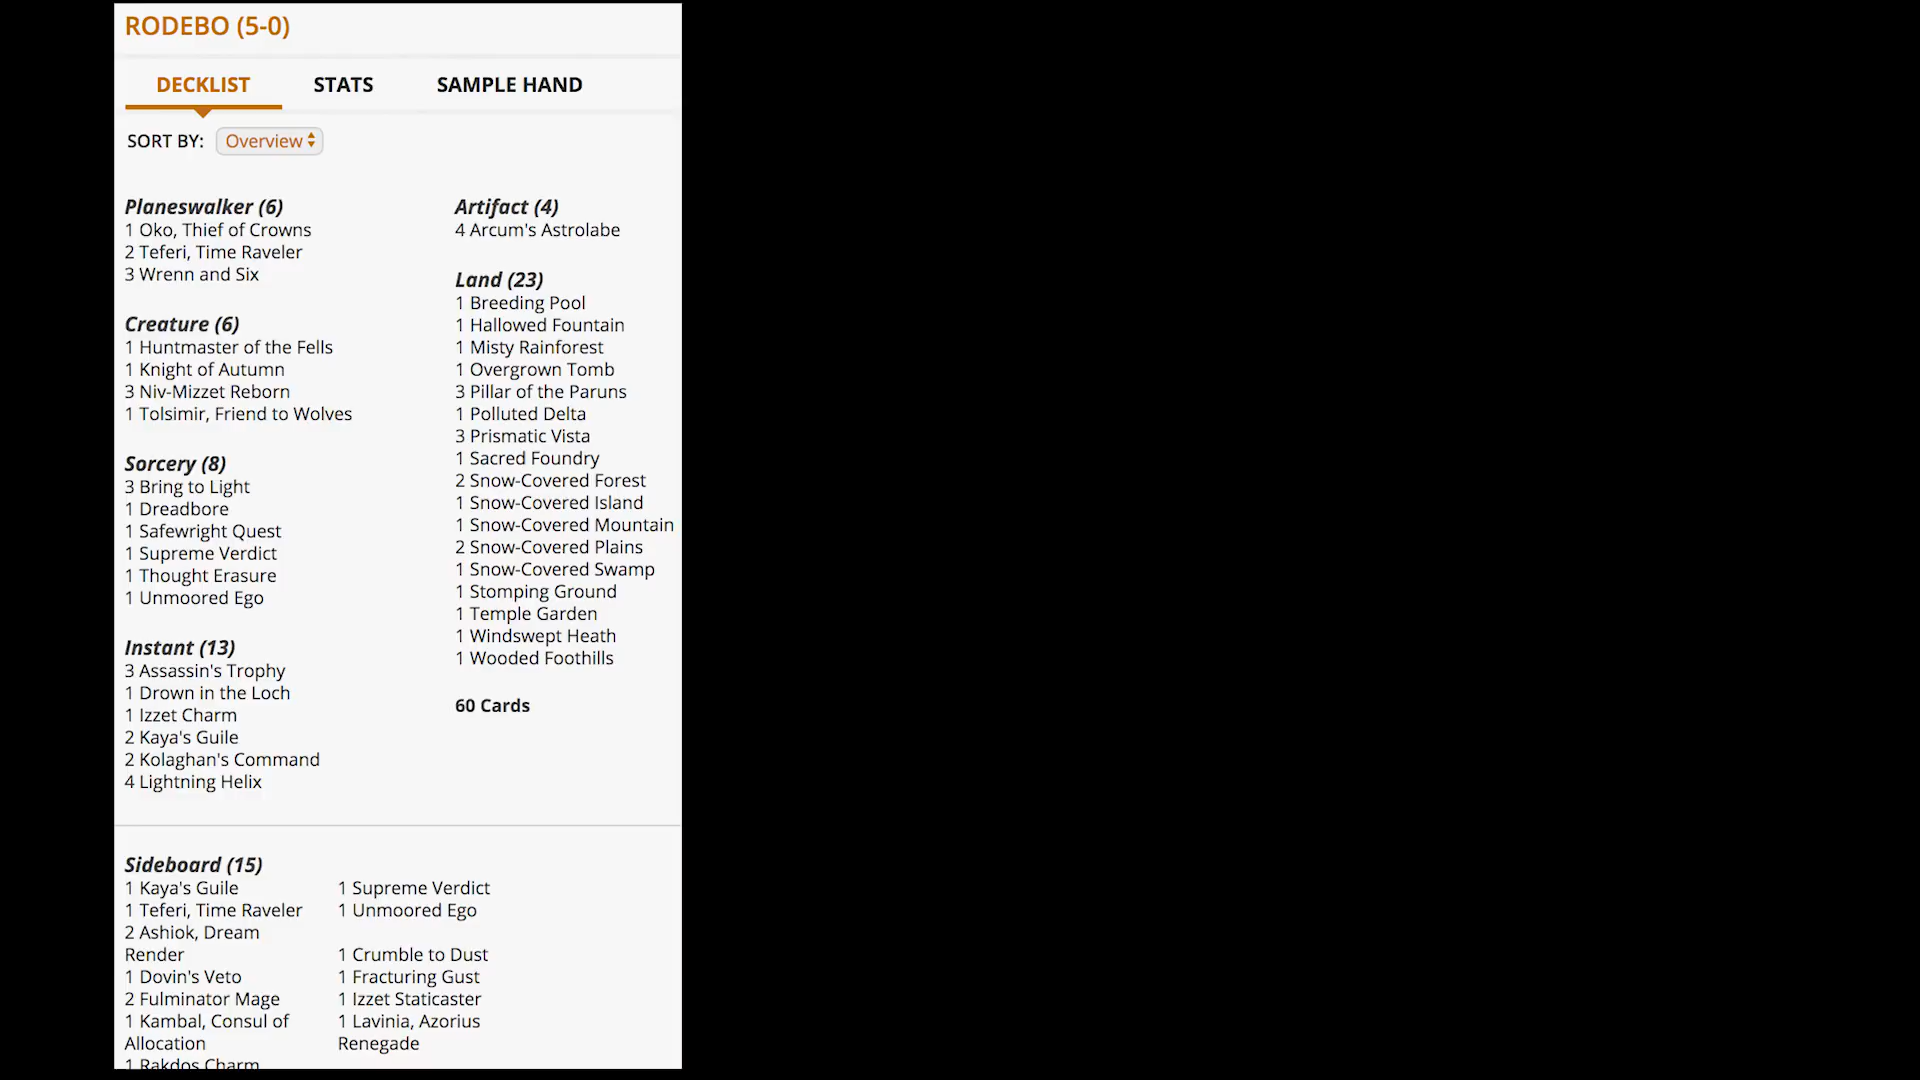 RODEBO (5-0)
DECKLIST
STATS
SAMPLE HAND
SORT BY: Overview
Planeswalker (6)
1 Oko, Thief of Crowns
2 Teferi, Time Raveler
3 Wrenn and Six
Creature (6)
1 Huntmaster of the Fells
1 Knight of Autumn
3 Niv-Mizzet Reborn
1 Tolsimir, Friend to Wolves
Sorcery (8)
3 Bring to Light
1 Dreadbore
1 Safewright Quest
1 Supreme Verdict
1 Thought Erasure
1 Unmoored Ego
Instant (13)
3 Assassin's Trophy
1 Drown in the Loch
1 Izzet Charm
2 Kaya's Guile
2 Kolaghan's Command
4 Lightning Helix
Artifact (4)
4 Arcum's Astrolabe
Land (23)
1 Breeding Pool
1 Hallowed Fountain
1 Misty Rainforest
1 Overgrown Tomb
3 Pillar of the Paruns
1 Polluted Delta
3 Prismatic Vista
1 Sacred Foundry
2 Snow-Covered Forest
1 Snow-Covered Island
1 Snow-Covered Mountain
2 Snow-Covered Plains
1 Snow-Covered Swamp
1 Stomping Ground
1 Temple Garden
1 Windswept Heath
1 Wooded Foothills
60 Cards
Sideboard (15)
1 Kaya's Guile
1 Teferi, Time Raveler
2 Ashiok, Dream
Render
1 Dovin's Veto
2 Fulminator Mage
1 Kambal, Consul of
Allocation
1 Rakdos Charm
1 Supreme Verdict
1 Unmoored Ego
1 Crumble to Dust
1 Fracturing Gust
1 Izzet Staticaster
1 Lavinia, Azorius
Renegade